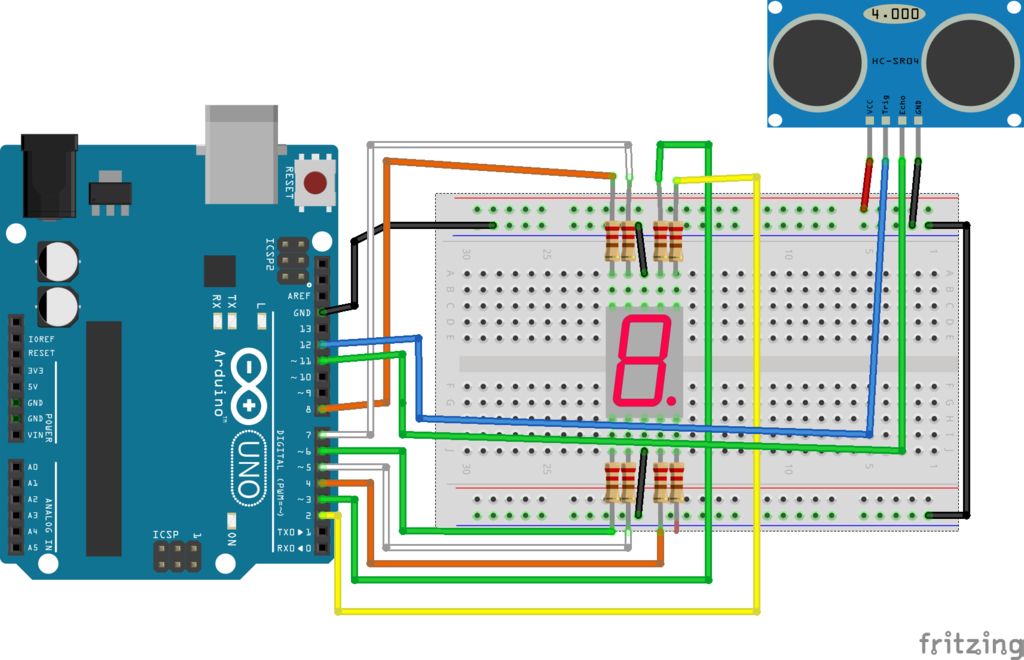 4.000
HC-SR04
VCC
Trig
Echo
GND
RESET
ICSP2
AREF
GND
13
12
~11
~10
~9
8
7
~6
~5
4
~3
2
TX0▶1
RX0◀0
DIGITAL (PWM=~)
RX
TX
L
Arduino™
UNO
ON
ICSP
1
IOREF
RESET
3V3
5V
GND
GND
VIN
POWER
A0
A1
A2
A3
A4
A5
ANALOG IN
30
25
10
5
1
A
B
C
D
E
F
G
H
I
J
A
B
C
D
E
F
G
H
I
J
30
25
10
5
1
8.
fritzing